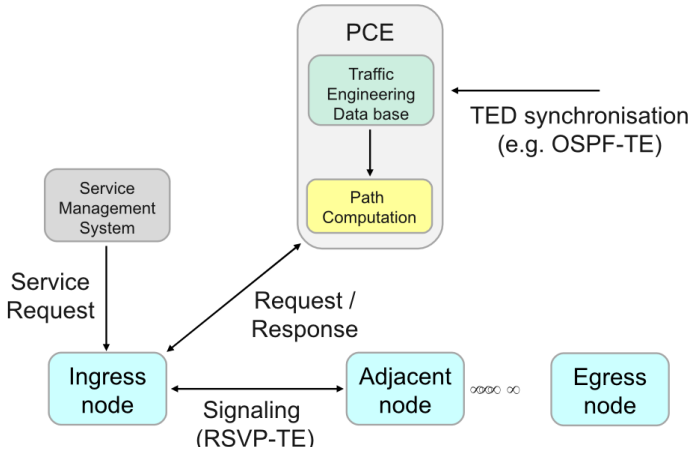 PCE
Traffic
Engineering
Data base
TED synchronisation
(e.g. OSPF-TE)
Service
Management
System
Path
Computation
Service
Request
Request /
Response
Ingress
node
Adjacent
node
∞∞∞ ∞
Egress
node
Signaling
(RSVP-TE)